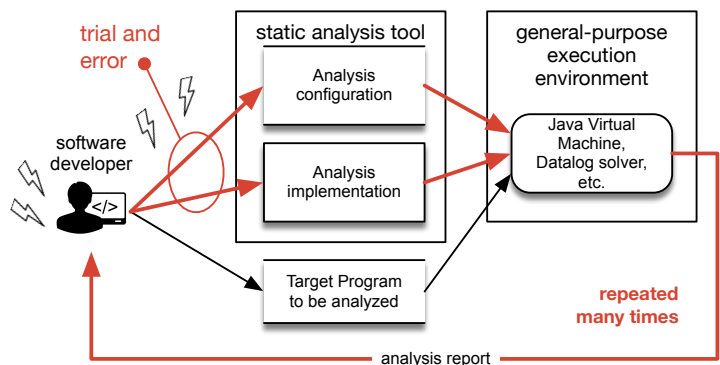 trial and
error
static analysis tool
general-purpose
execution
environment
Analysis
configuration
software
developer
</>
Analysis
implementation
Java Virtual
Machine,
Datalog solver,
etc.
Target Program
to be analyzed
repeated
many times
analysis report